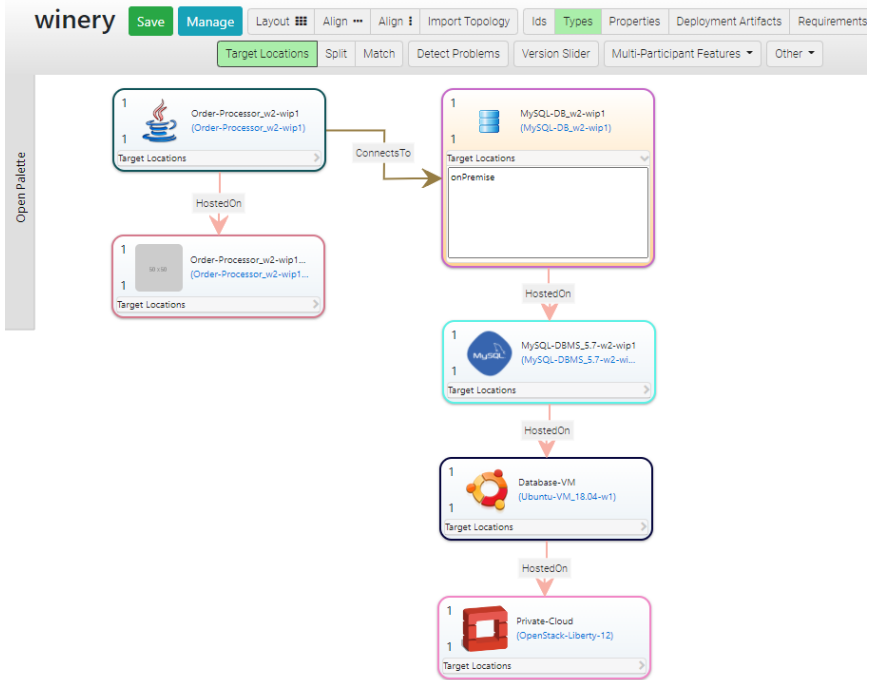 winery Save Manage Layout Align Align Import Topology Ids Types Properties Deployment Artifacts Requirements
Target Locations Split Match Detect Problems Version Slider Multi-Participant Features Other
Open Palette
1
Order-Processor_w2-wip1
(Order-Processor_w2-wip1)
1
Target Locations
ConnectsTo
1
MySQL-DB_w2-wip1
(MySQL-DB_w2-wip1)
1
Target Locations
onPremise
HostedOn
1
Order-Processor_w2-wip1...
(Order-Processor_w2-wip1...
1
Target Locations
HostedOn
1
MySQL
MySQL-DBMS_5.7-w2-wip1
(MySQL-DBMS_5.7-w2-wi...
1
Target Locations
HostedOn
1
Database-VM
(Ubuntu-VM_18.04-w1)
1
Target Locations
HostedOn
1
Private-Cloud
(OpenStack-Liberty-12)
1
Target Locations